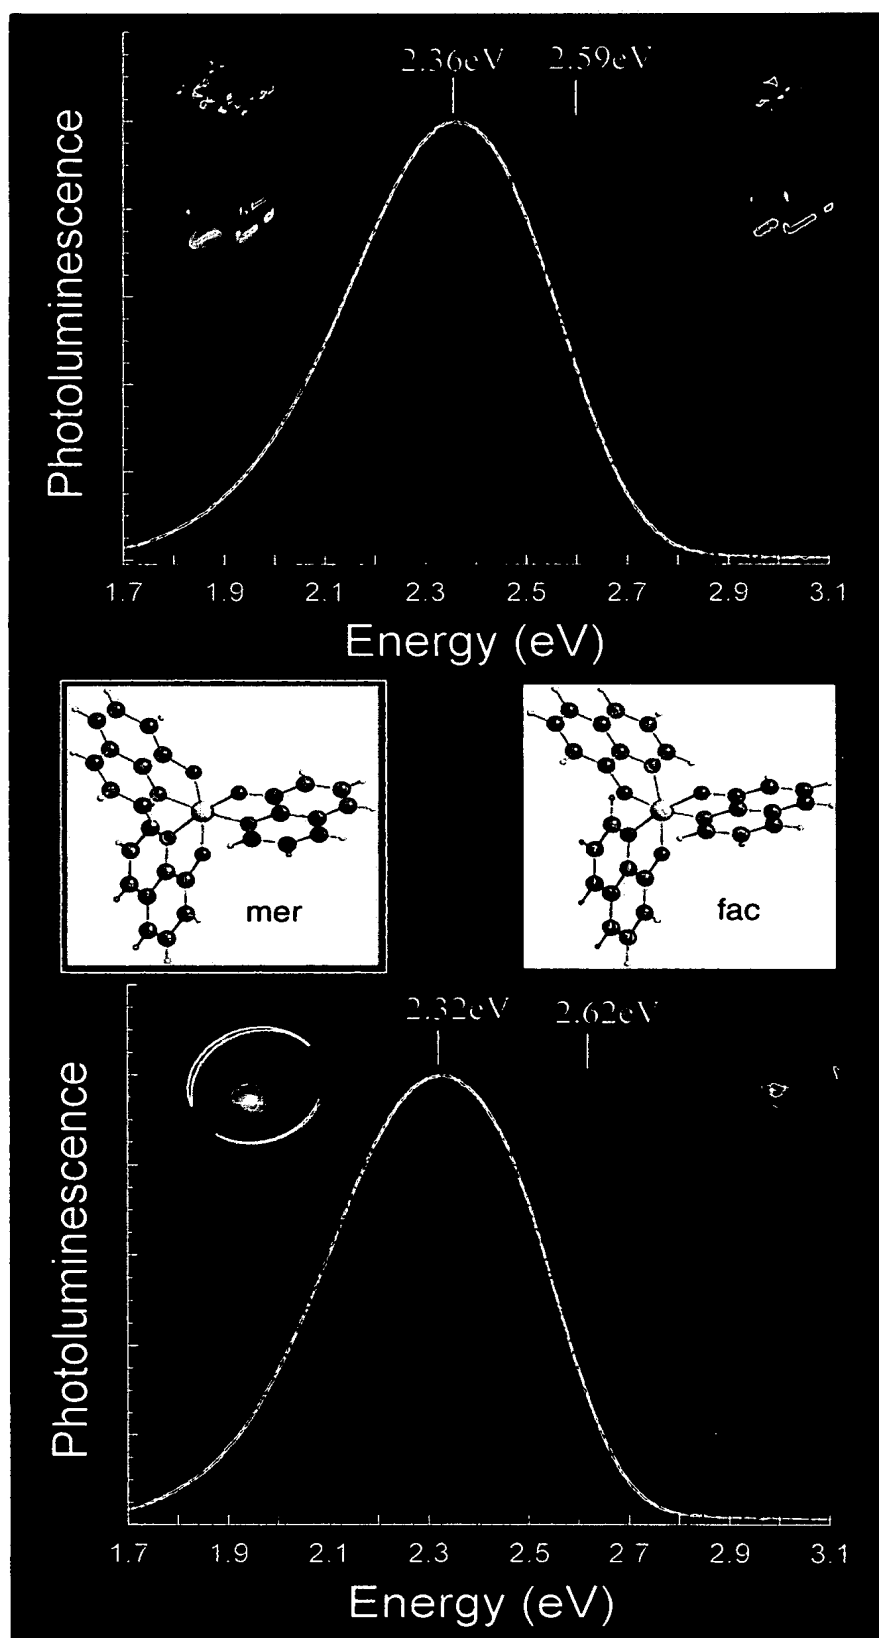 2.36eV 2.59eV
Photoluminescence
1.7 1.9 2.1 2.3 2.5 2.7 2.9 3.1
Energy (eV)
mer
fac
2.32eV 2.62eV
Photoluminescence
1.7 1.9 2.1 2.3 2.5 2 7 2.9 3.1
Energy (eV)